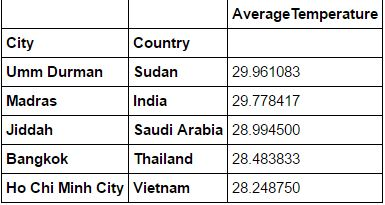 AverageTemperature
City Country
Umm Durman Sudan 29.961083
Madras India 29.778417
Jiddah Saudi Arabia 28.994500
Bangkok Thailand 28.483833
Ho Chi Minh City Vietnam 28.248750